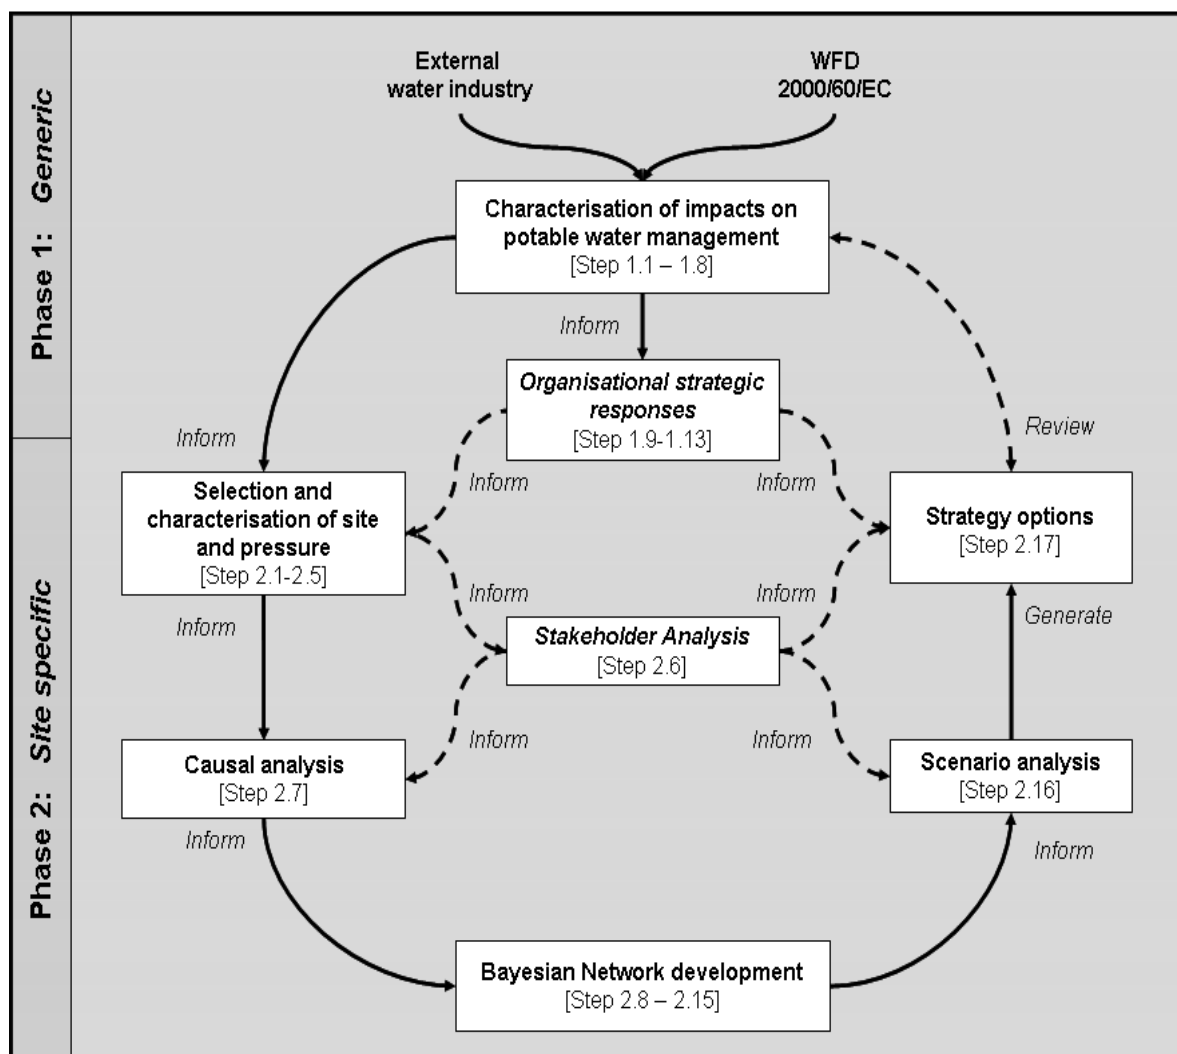 External
water industry
WFD
2000/60/EC
Phase 1: Generic
Characterisation of impacts on
potable water management
[Step 1.1 – 1.8]
Inform
Organisational strategic
responses
[Step 1.9-1.13]
Inform
Review
Inform
Inform
Selection and
characterisation of site
and pressure
[Step 2.1-2.5]
Strategy options
[Step 2.17]
Phase 2: Site specific
Inform
Inform
Inform
Generate
Stakeholder Analysis
[Step 2.6]
Inform
Inform
Causal analysis
[Step 2.7]
Scenario analysis
[Step 2.16]
Inform
Inform
Bayesian Network development
[Step 2.8 – 2.15]